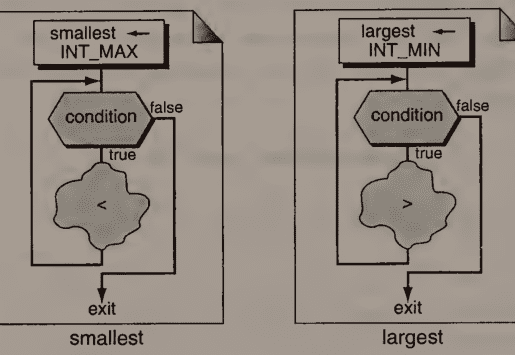 smallest ←
INT_MAX
condition
false
true
<
exit
smallest
largest ←
INT_MIN
condition
false
true
>
exit
largest